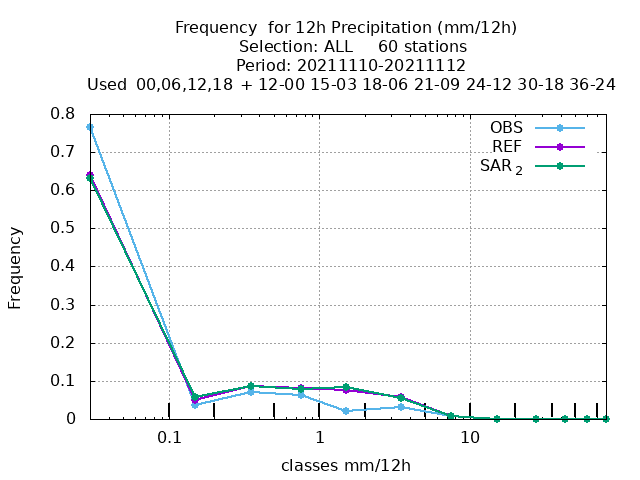 Frequency  for 12h Precipitation (mm/12h)
Selection: ALL     60 stations
Period: 20211110-20211112
Used  00,06,12,18  + 12-00 15-03 18-06 21-09 24-12 30-18 36-24
0.8
0.7
0.6
0.5
0.4
0.3
0.2
0.1
0
Frequency
OBS
REF
SAR 2
0.1 1 10
classes mm/12h